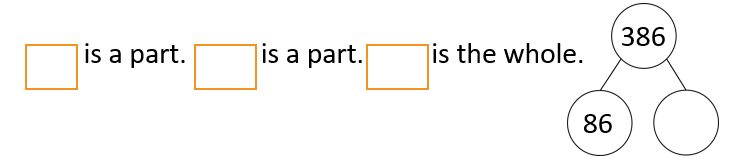 is a part. is a part. is the whole.
386
86